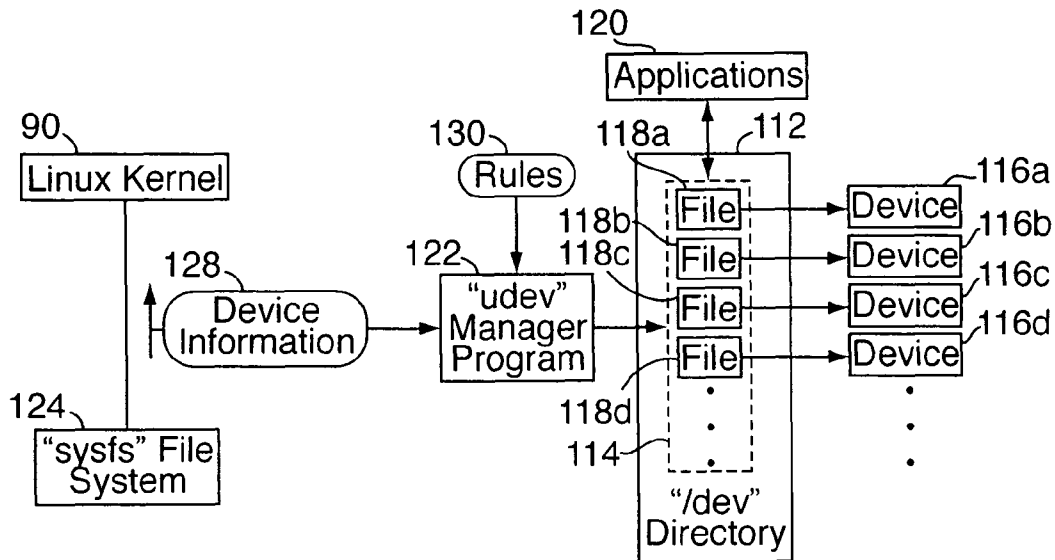 120
Applications
90
Linux Kernel
130
Rules
118a
112
File
116a
Device
118b
File
116b
Device
128
Device
Information
122
"udev"
Manager
Program
118c
File
116c
Device
118d
File
116d
Device
124
"sysfs" File
System
114
"/dev"
Directory